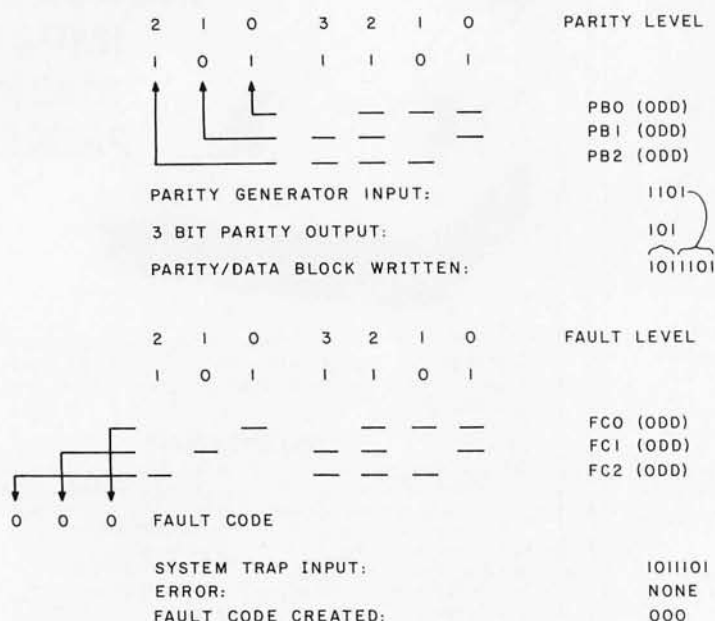 2 1 0 3 2 1 0 PARITY LEVEL
1 0 1 1 1 0 1
PB0 (ODD)
PB1 (ODD)
PB2 (ODD)
PARITY GENERATOR INPUT: 1101
3 BIT PARITY OUTPUT: 101
PARITY/DATA BLOCK WRITTEN: 1011101
2 1 0 3 2 1 0 FAULT LEVEL
1 0 1 1 1 0 1
FC0 (ODD)
FC1 (ODD)
FC2 (ODD)
0 0 0 FAULT CODE
SYSTEM TRAP INPUT: 1011101
ERROR: NONE
FAULT CODE CREATED: 000